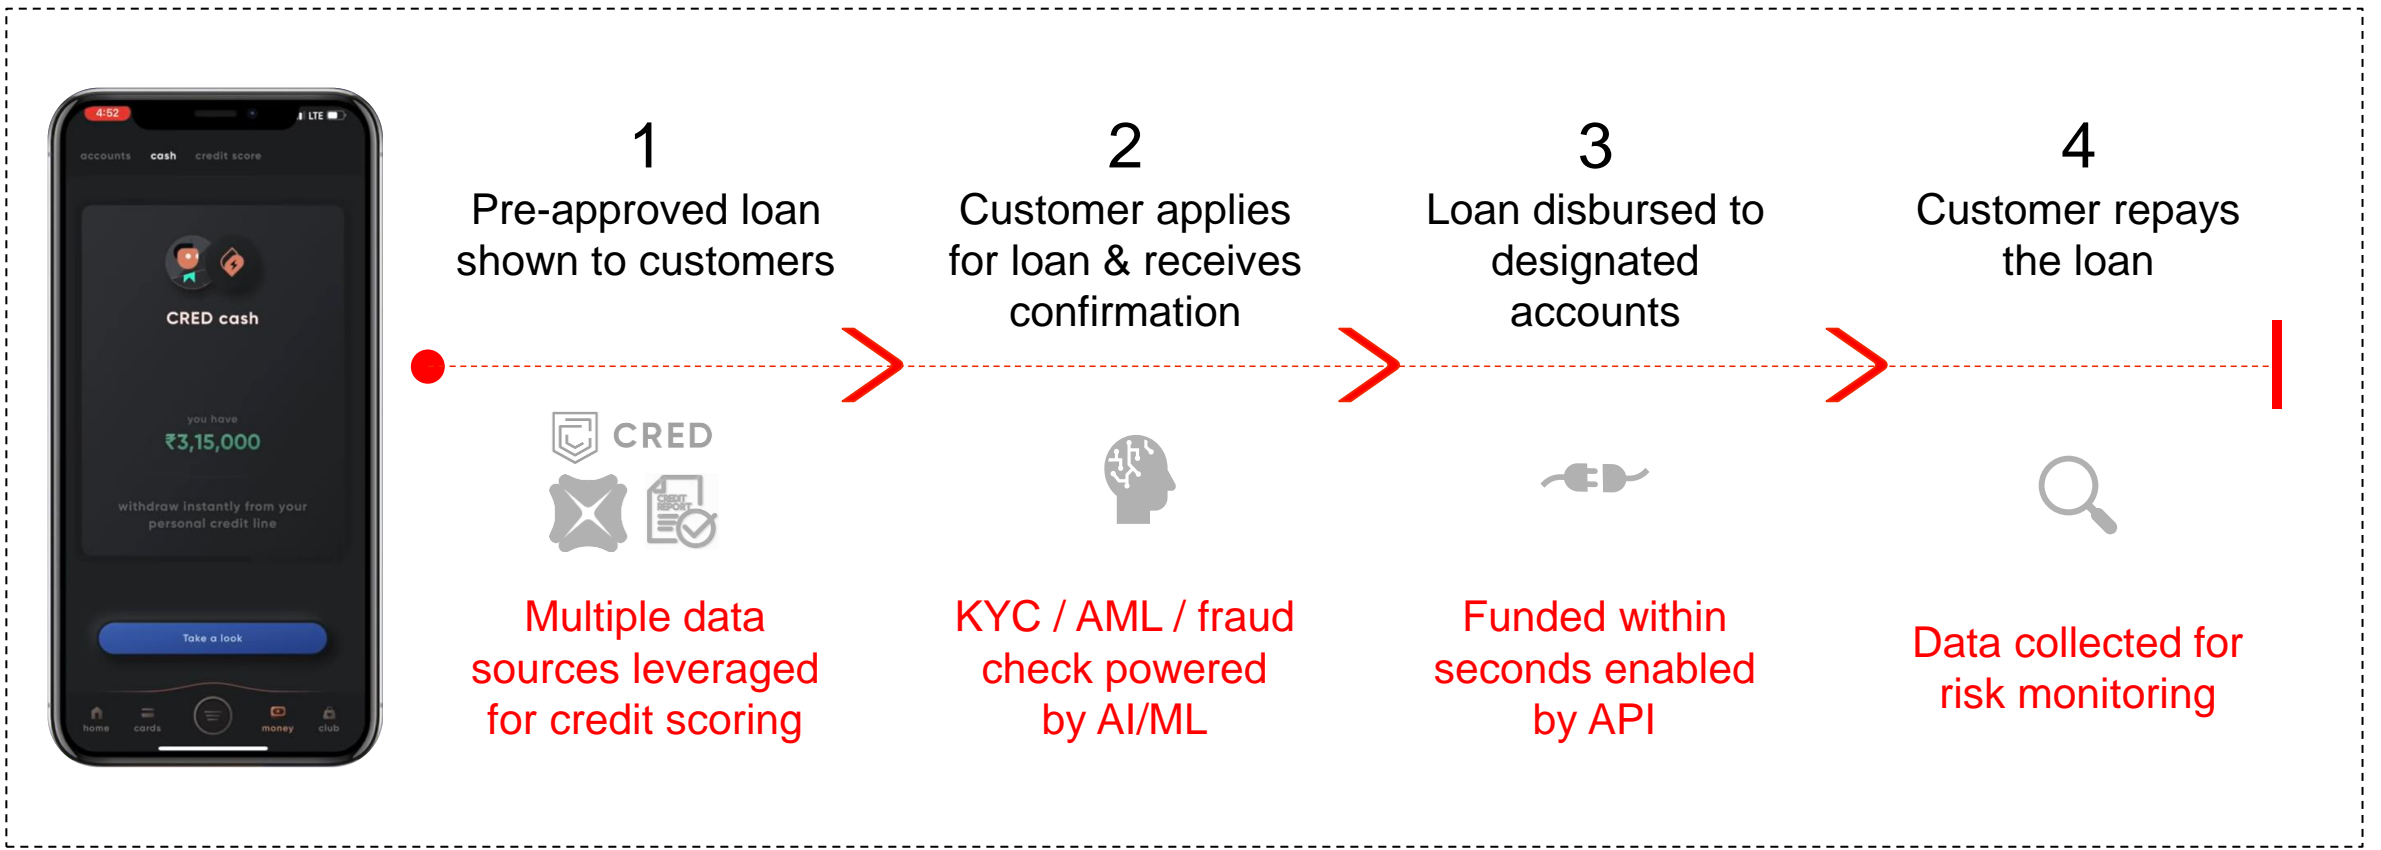 4:52
LTE
accounts cash credit score
CRED cash
you have
₹3,15,000
withdraw instantly from your
personal credit line
Take a look
home cards money club
1
Pre-approved loan
shown to customers
2
Customer applies
for loan & receives
confirmation
3
Loan disbursed to
designated
accounts
4
Customer repays
the loan
CRED
CREDIT
REPORT
Multiple data
sources leveraged
for credit scoring
KYC / AML / fraud
check powered
by AI/ML
Funded within
seconds enabled
by API
Data collected for
risk monitoring